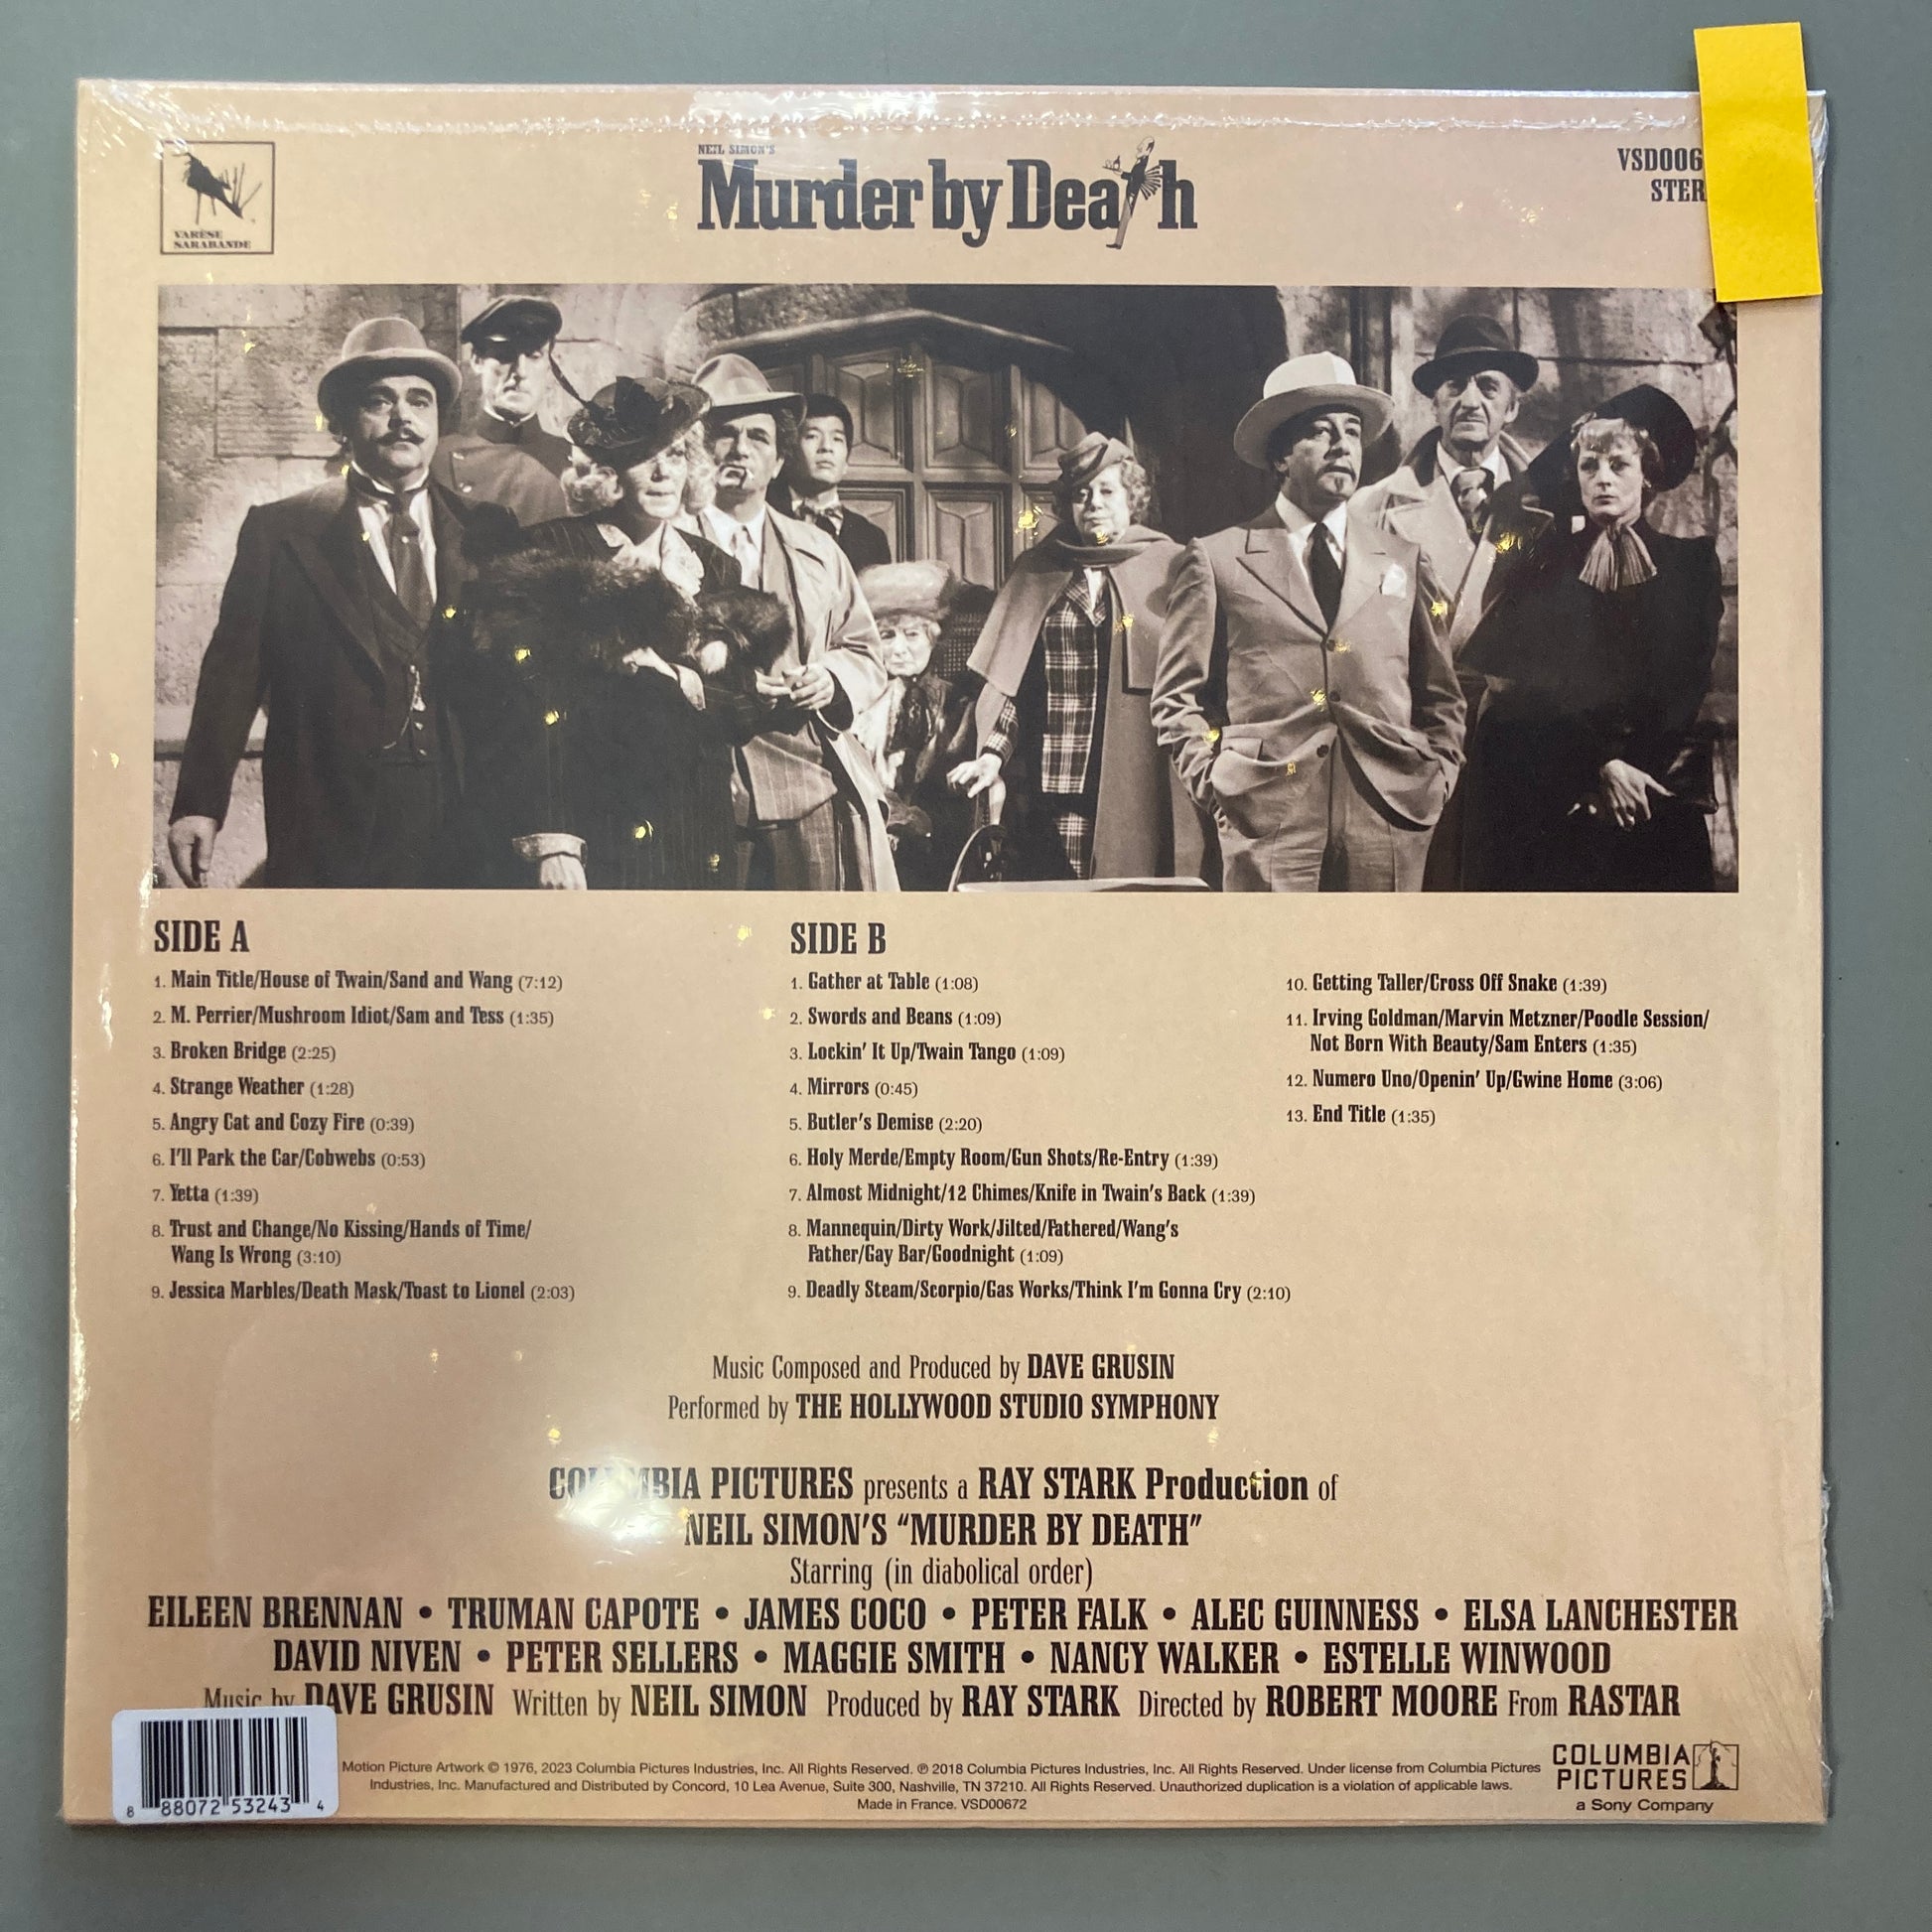 VARÈSE
SARABANDE
NEIL SIMON'S
Murder by Death
VSD006
STER
SIDE A
1. Main Title/House of Twain/Sand and Wang (7:12)
2. M. Perrier/Mushroom Idiot/Sam and Tess (1:35)
3. Broken Bridge (2:25)
4. Strange Weather (1:28)
5. Angry Cat and Cozy Fire (0:39)
6. I'll Park the Car/Cobwebs (0:53)
7. Yetta (1:39)
8. Trust and Change/No Kissing/Hands of Time/
Wang Is Wrong (3:10)
9. Jessica Marbles/Death Mask/Toast to Lionel (2:03)
SIDE B
1. Gather at Table (1:08)
2. Swords and Beans (1:09)
3. Lockin' It Up/Twain Tango (1:09)
4. Mirrors (0:45)
5. Butler's Demise (2:20)
6. Holy Merde/Empty Room/Gun Shots/Re-Entry (1:39)
7. Almost Midnight/12 Chimes/Knife in Twain's Back (1:39)
8. Mannequin/Dirty Work/Jilted/Fathered/Wang's
Father/Gay Bar/Goodnight (1:09)
9. Deadly Steam/Scorpio/Gas Works/Think I'm Gonna Cry (2:10)
10. Getting Taller/Cross Off Snake (1:39)
11. Irving Goldman/Marvin Metzner/Poodle Session/
Not Born With Beauty/Sam Enters (1:35)
12. Numero Uno/Openin' Up/Gwine Home (3:06)
13. End Title (1:35)
Music Composed and Produced by DAVE GRUSIN
Performed by THE HOLLYWOOD STUDIO SYMPHONY
COLUMBIA PICTURES presents a RAY STARK Production of
NEIL SIMON'S "MURDER BY DEATH"
Starring (in diabolical order)
EILEEN BRENNAN • TRUMAN CAPOTE • JAMES COCO • PETER FALK • ALEC GUINNESS • ELSA LANCHESTER
DAVID NIVEN • PETER SELLERS • MAGGIE SMITH • NANCY WALKER • ESTELLE WINWOOD
Music by DAVE GRUSIN Written by NEIL SIMON Produced by RAY STARK Directed by ROBERT MOORE From RASTAR
Motion Picture Artwork © 1976, 2023 Columbia Pictures Industries, Inc. All Rights Reserved. ℗ 2018 Columbia Pictures Industries, Inc. All Rights Reserved. Under license from Columbia Pictures
Industries, Inc. Manufactured and Distributed by Concord, 10 Lea Avenue, Suite 300, Nashville, TN 37210. All Rights Reserved. Unauthorized duplication is a violation of applicable laws.
Made in France. VSD00672
8 88072 53243 4
COLUMBIA
PICTURES
a Sony Company